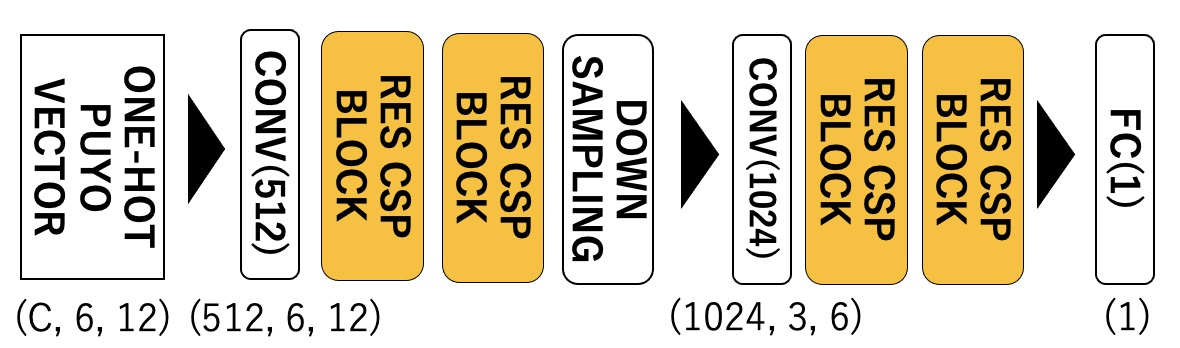 ONE-HOT
PUYO
VECTOR
CONV(512)
RES CSP
BLOCK
RES CSP
BLOCK
DOWN
SAMPLING
CONV(1024)
RES CSP
BLOCK
RES CSP
BLOCK
FC(1)
(C, 6, 12)
(512, 6, 12)
(1024, 3, 6)
(1)